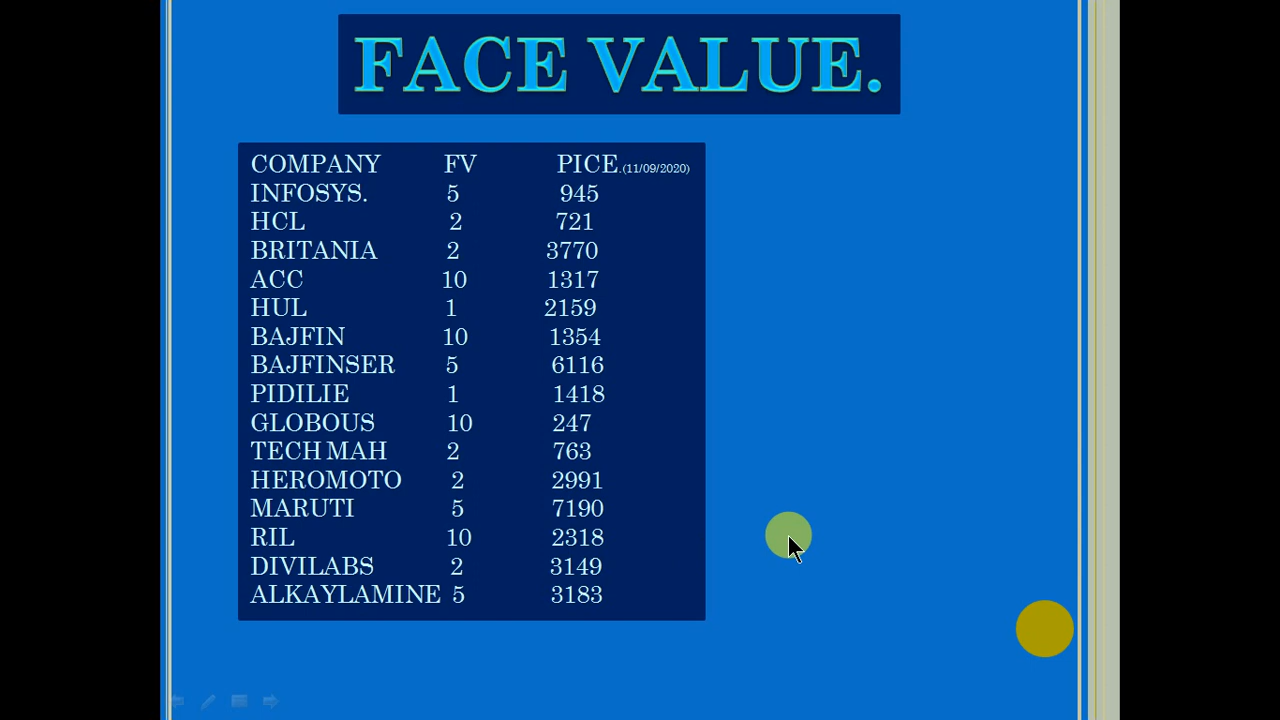 FACE VALUE.
COMPANY FV PICE.(11/09/2020)
INFOSYS. 5 945
HCL 2 721
BRITANIA 2 3770
ACC 10 1317
HUL 1 2159
BAJFIN 10 1354
BAJFINSER 5 6116
PIDILIE 1 1418
GLOBOUS 10 247
TECH MAH 2 763
HEROMOTO 2 2991
MARUTI 5 7190
RIL 10 2318
DIVILABS 2 3149
ALKAYLAMINE 5 3183